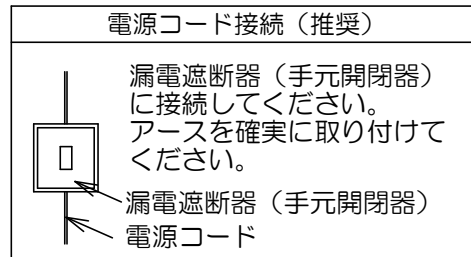 電源コード接続（推奨）
漏電遮断器（手元開閉器）
に接続してください。
アースを確実に取り付けて
ください。
漏電遮断器（手元開閉器）
電源コード